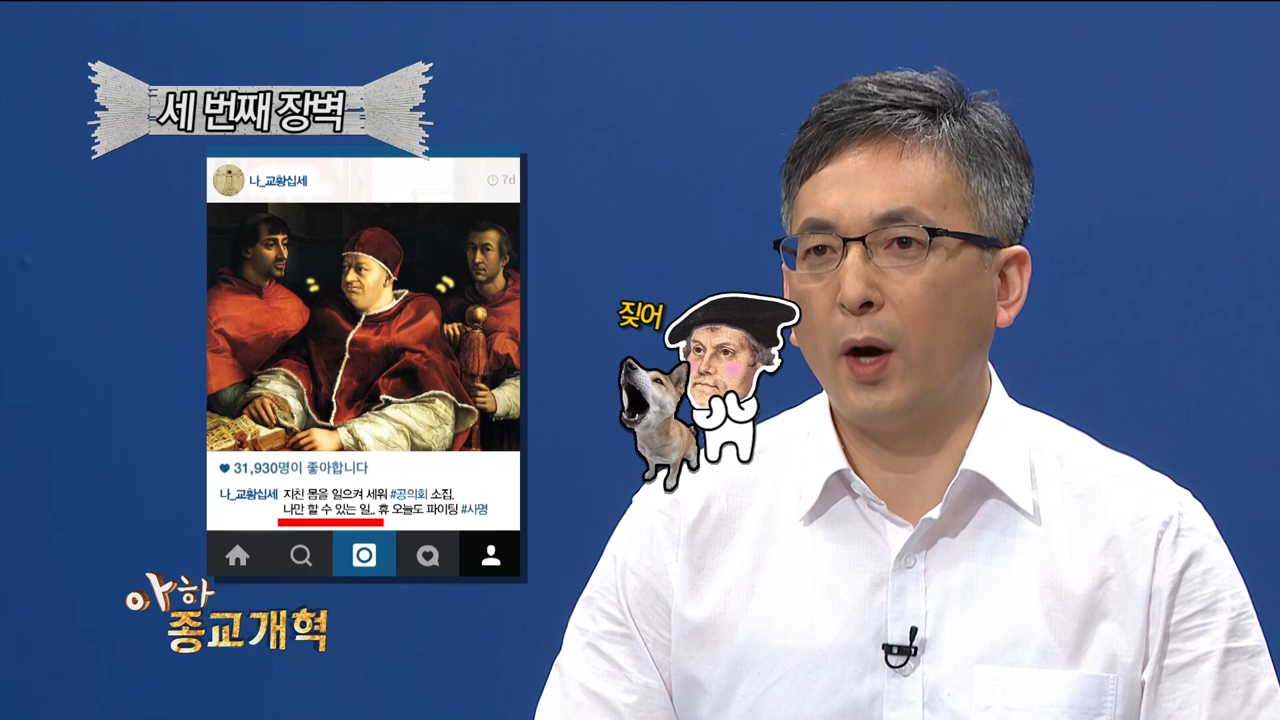 세 번째 장벽
나_교황십세
7d
짖어
31,930명이 좋아합니다
나_교황십세 지친 몸을 일으켜 세워 #공의회 소집.
나만 할 수 있는 일.. 휴 오늘도 파이팅 #사명
아하
종교개혁